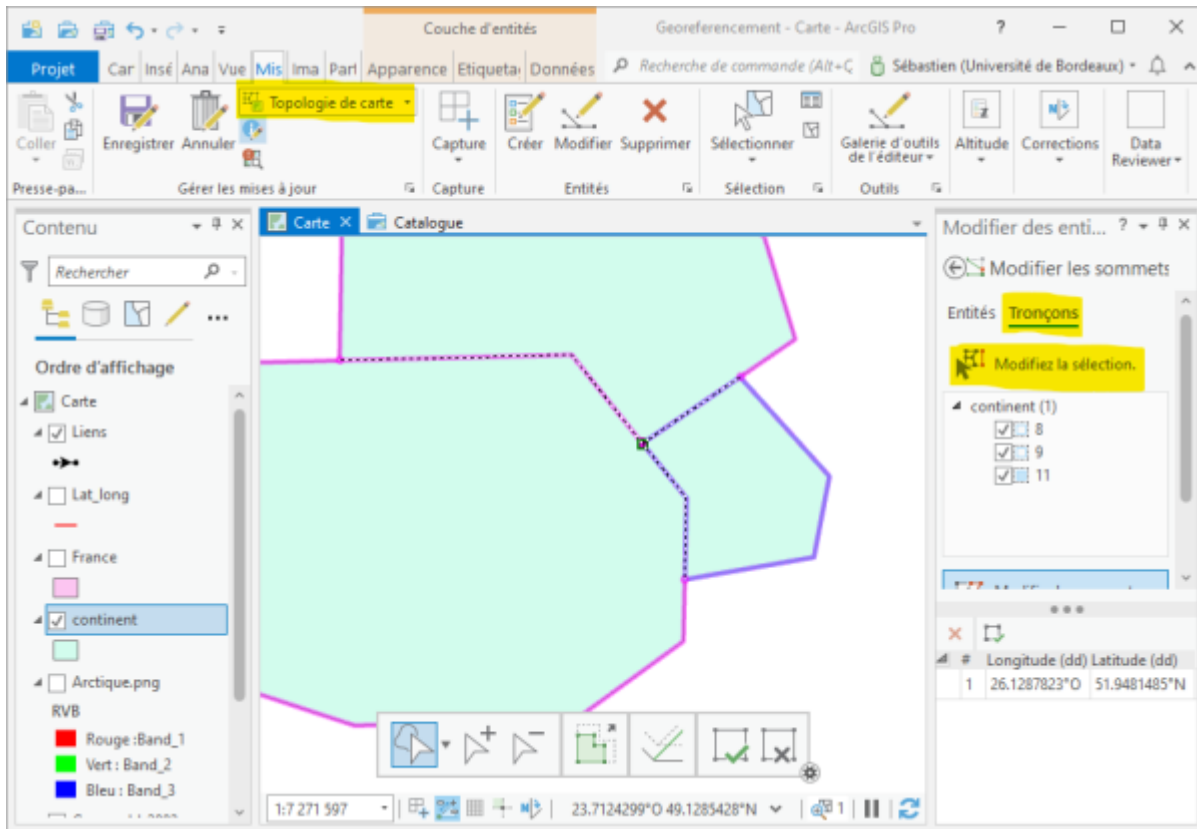 Couche d'entités
Georeferencement - Carte - ArcGIS Pro
?
Projet Car Insé Ana Vue Mis Ima Part Apparence Etiqueta Données
Recherche de commande (Alt+Q
Sébastien (Université de Bordeaux)
Topologie de carte
Coller Enregistrer Annuler Capture Créer Modifier Supprimer Sélectionner Galerie d'outils de l'éditeur Altitude Corrections Data Reviewer
Presse-pa... Gérer les mises à jour Capture Entités Sélection Outils
Contenu
Rechercher
Ordre d'affichage
Carte
Liens
Lat_long
France
continent
Arctique.png
RVB
Rouge :Band_1
Vert : Band_2
Bleu : Band_3
Carte Catalogue
1:7 271 597
23.7124299°O 49.1285428°N
1
Modifier des enti... ?
Modifier les sommets
Entités Tronçons
Modifiez la sélection.
continent (1)
8
9
11
# Longitude (dd) Latitude (dd)
1 26.1287823°O 51.9481485°N